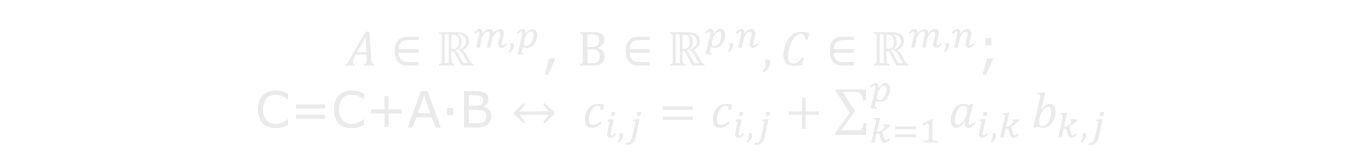 A ∈ ℝ^{m,p}, B ∈ ℝ^{p,n}, C ∈ ℝ^{m,n};
C=C+A·B ↔ c_{i,j} = c_{i,j} + ∑_{k=1}^{p} a_{i,k} b_{k,j}